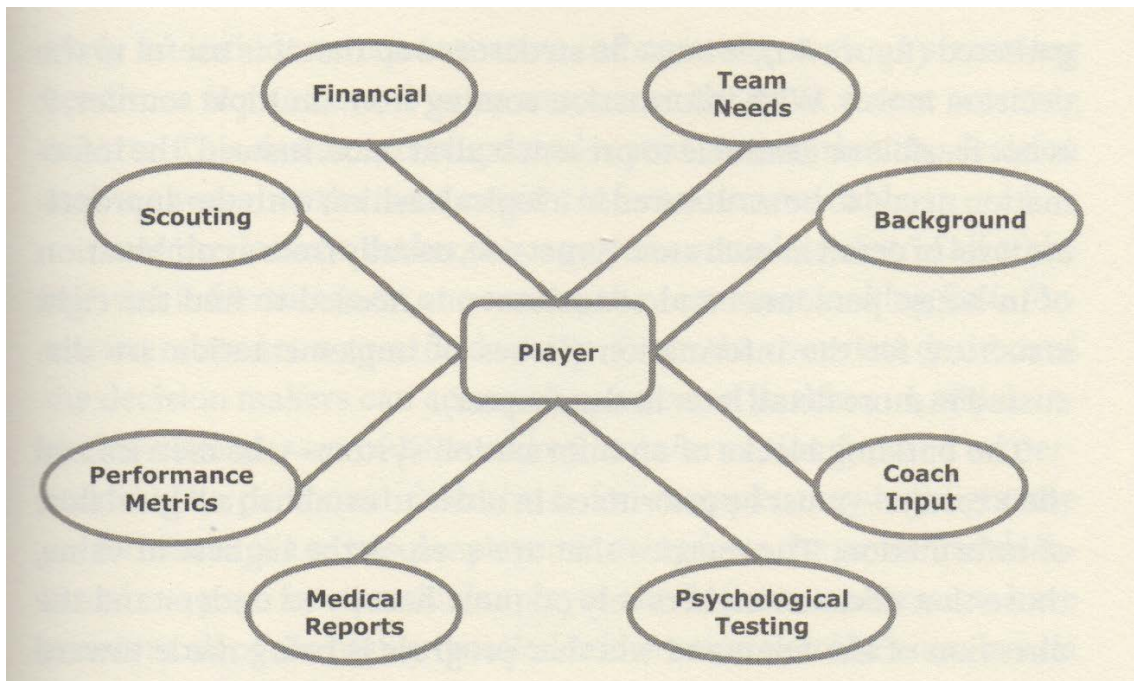 Financial
Team
Needs
Scouting
Background
Player
Performance
Metrics
Coach
Input
Medical
Reports
Psychological
Testing